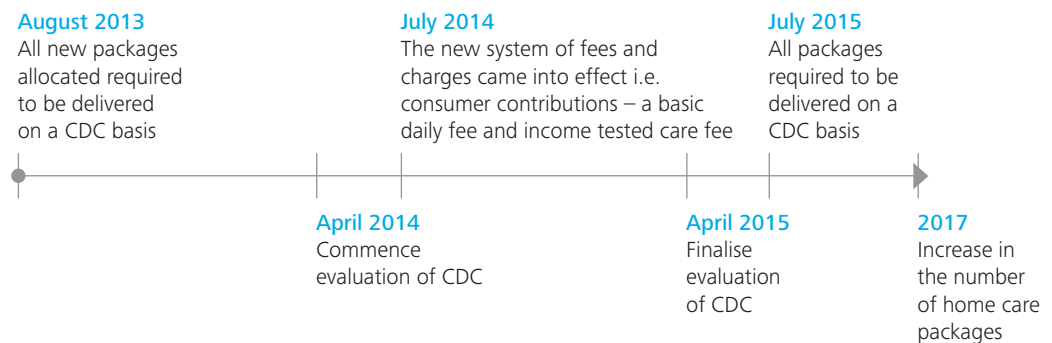 August 2013
All new packages
allocated required
to be delivered
on a CDC basis
July 2014
The new system of fees and
charges came into effect i.e.
consumer contributions – a basic
daily fee and income tested care fee
July 2015
All packages
required to be
delivered on a
CDC basis
April 2014
Commence
evaluation of CDC
April 2015
Finalise
evaluation
of CDC
2017
Increase in
the number
of home care
packages